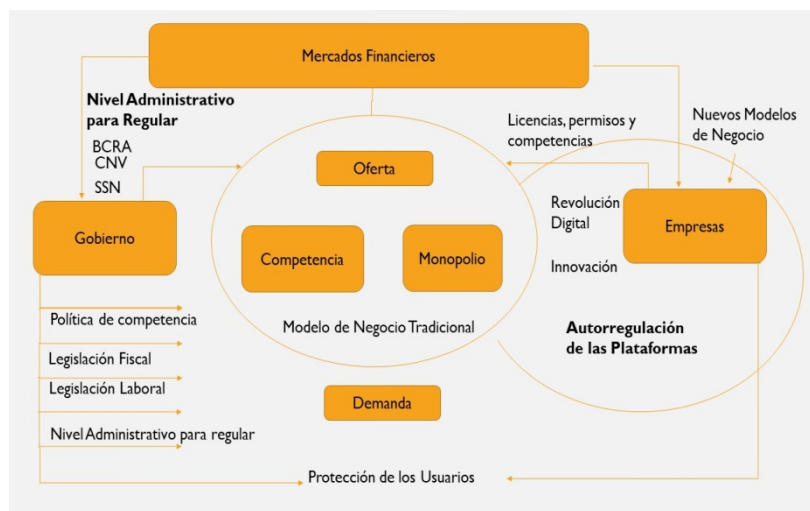 Mercados Financieros
Nivel Administrativo
para Regular
BCRA
CNV
SSN
Gobierno
Oferta
Competencia
Monopolio
Modelo de Negocio Tradicional
Demanda
Licencias, permisos y
competencias
Nuevos Modelos
de Negocio
Revolución
Digital
Empresas
Innovación
Autorregulación
de las Plataformas
Política de competencia
Legislación Fiscal
Legislación Laboral
Nivel Administrativo para regular
Protección de los Usuarios